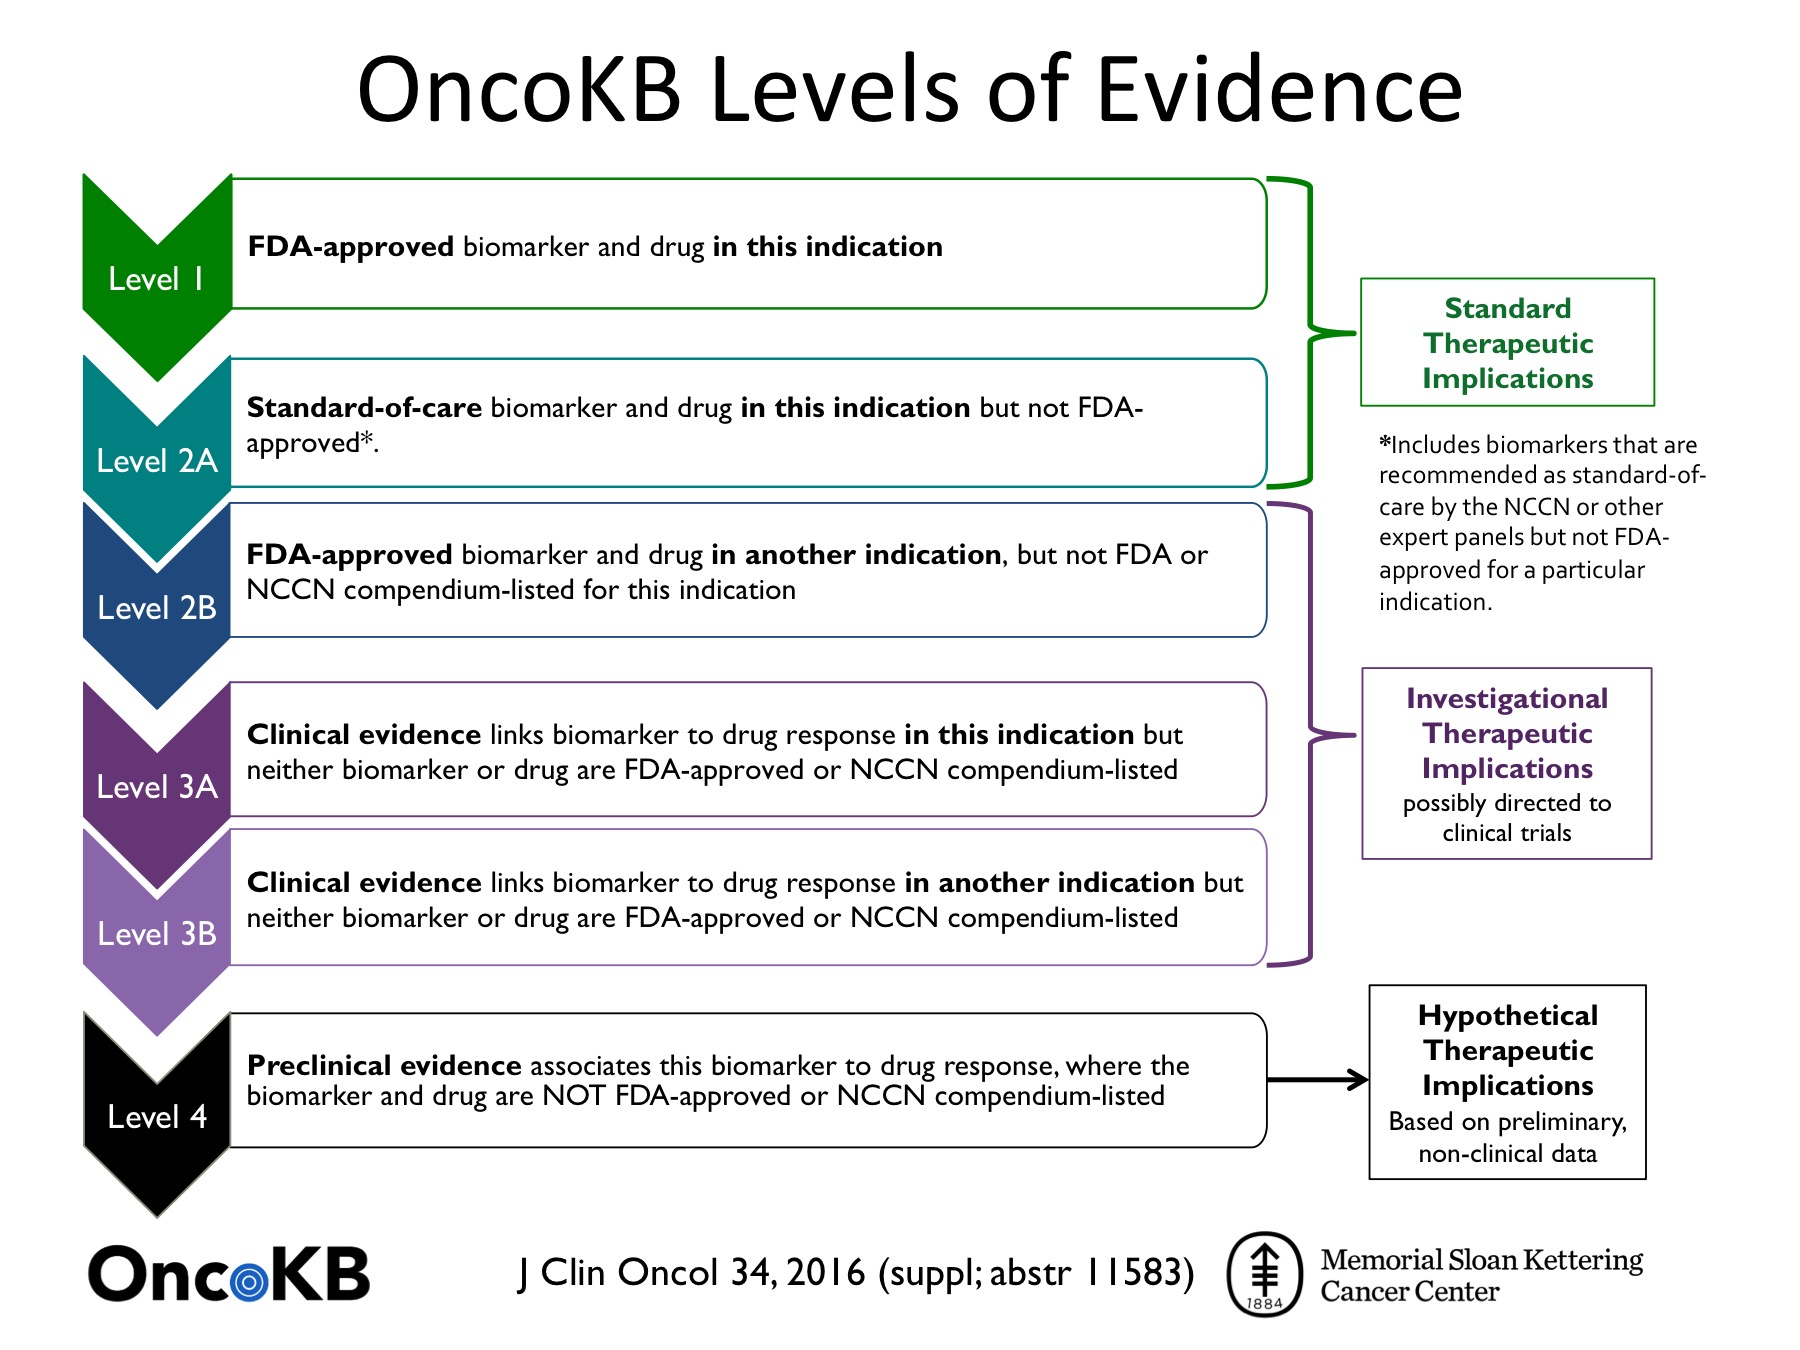 OncoKB Levels of Evidence
Level 1
FDA-approved biomarker and drug in this indication
Level 2A
Standard-of-care biomarker and drug in this indication but not FDA-
approved*.
Standard
Therapeutic
Implications
*Includes biomarkers that are
recommended as standard-of-
care by the NCCN or other
expert panels but not FDA-
approved for a particular
indication.
Level 2B
FDA-approved biomarker and drug in another indication, but not FDA or
NCCN compendium-listed for this indication
Level 3A
Clinical evidence links biomarker to drug response in this indication but
neither biomarker or drug are FDA-approved or NCCN compendium-listed
Level 3B
Clinical evidence links biomarker to drug response in another indication but
neither biomarker or drug are FDA-approved or NCCN compendium-listed
Investigational
Therapeutic
Implications
possibly directed to
clinical trials
Level 4
Preclinical evidence associates this biomarker to drug response, where the
biomarker and drug are NOT FDA-approved or NCCN compendium-listed
Hypothetical
Therapeutic
Implications
Based on preliminary,
non-clinical data
OncoKB
J Clin Oncol 34, 2016 (suppl; abstr 11583)
1884
Memorial Sloan Kettering
Cancer Center